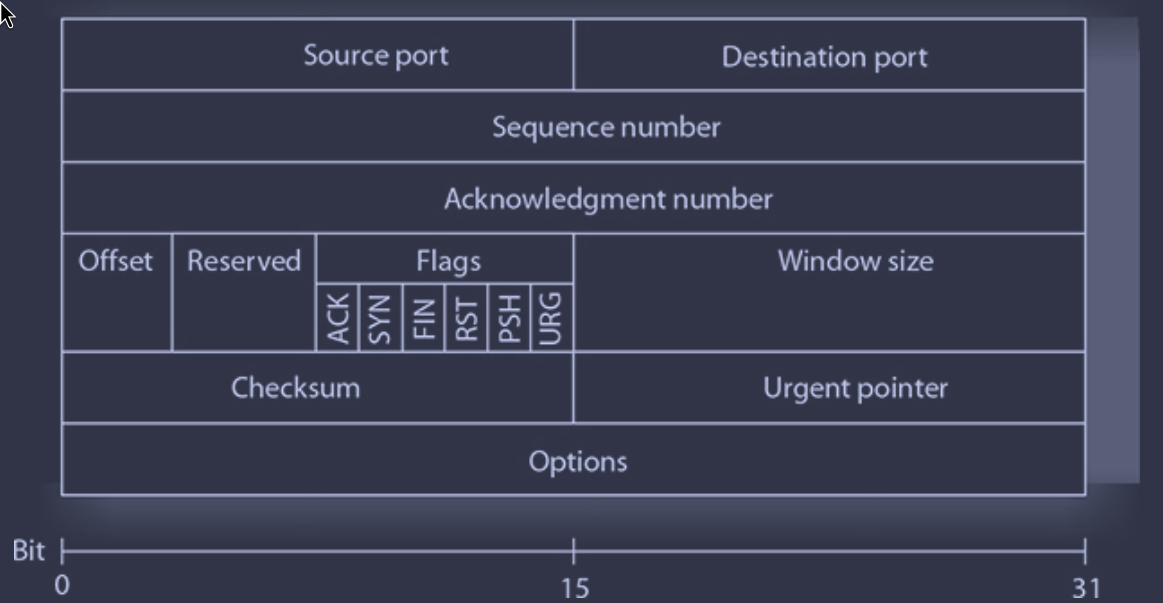 Source port
Destination port
Sequence number
Acknowledgment number
Offset
Reserved
Flags
Window size
ACK
SYN
FIN
RST
PSH
URG
Checksum
Urgent pointer
Options
Bit
0
15
31